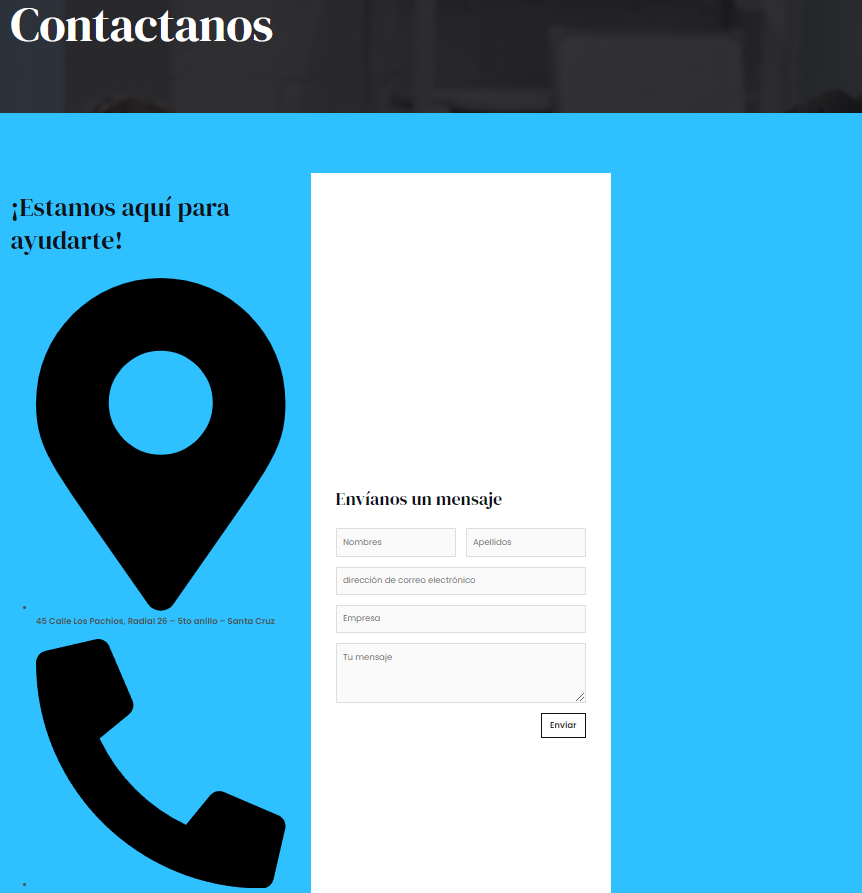 Contactanos
¡Estamos aquí para
ayudarte!
45 Calle Los Pachios, Radial 26 – 5to anillo – Santa Cruz
Envíanos un mensaje
Nombres
Apellidos
dirección de correo electrónico
Empresa
Tu mensaje
Enviar